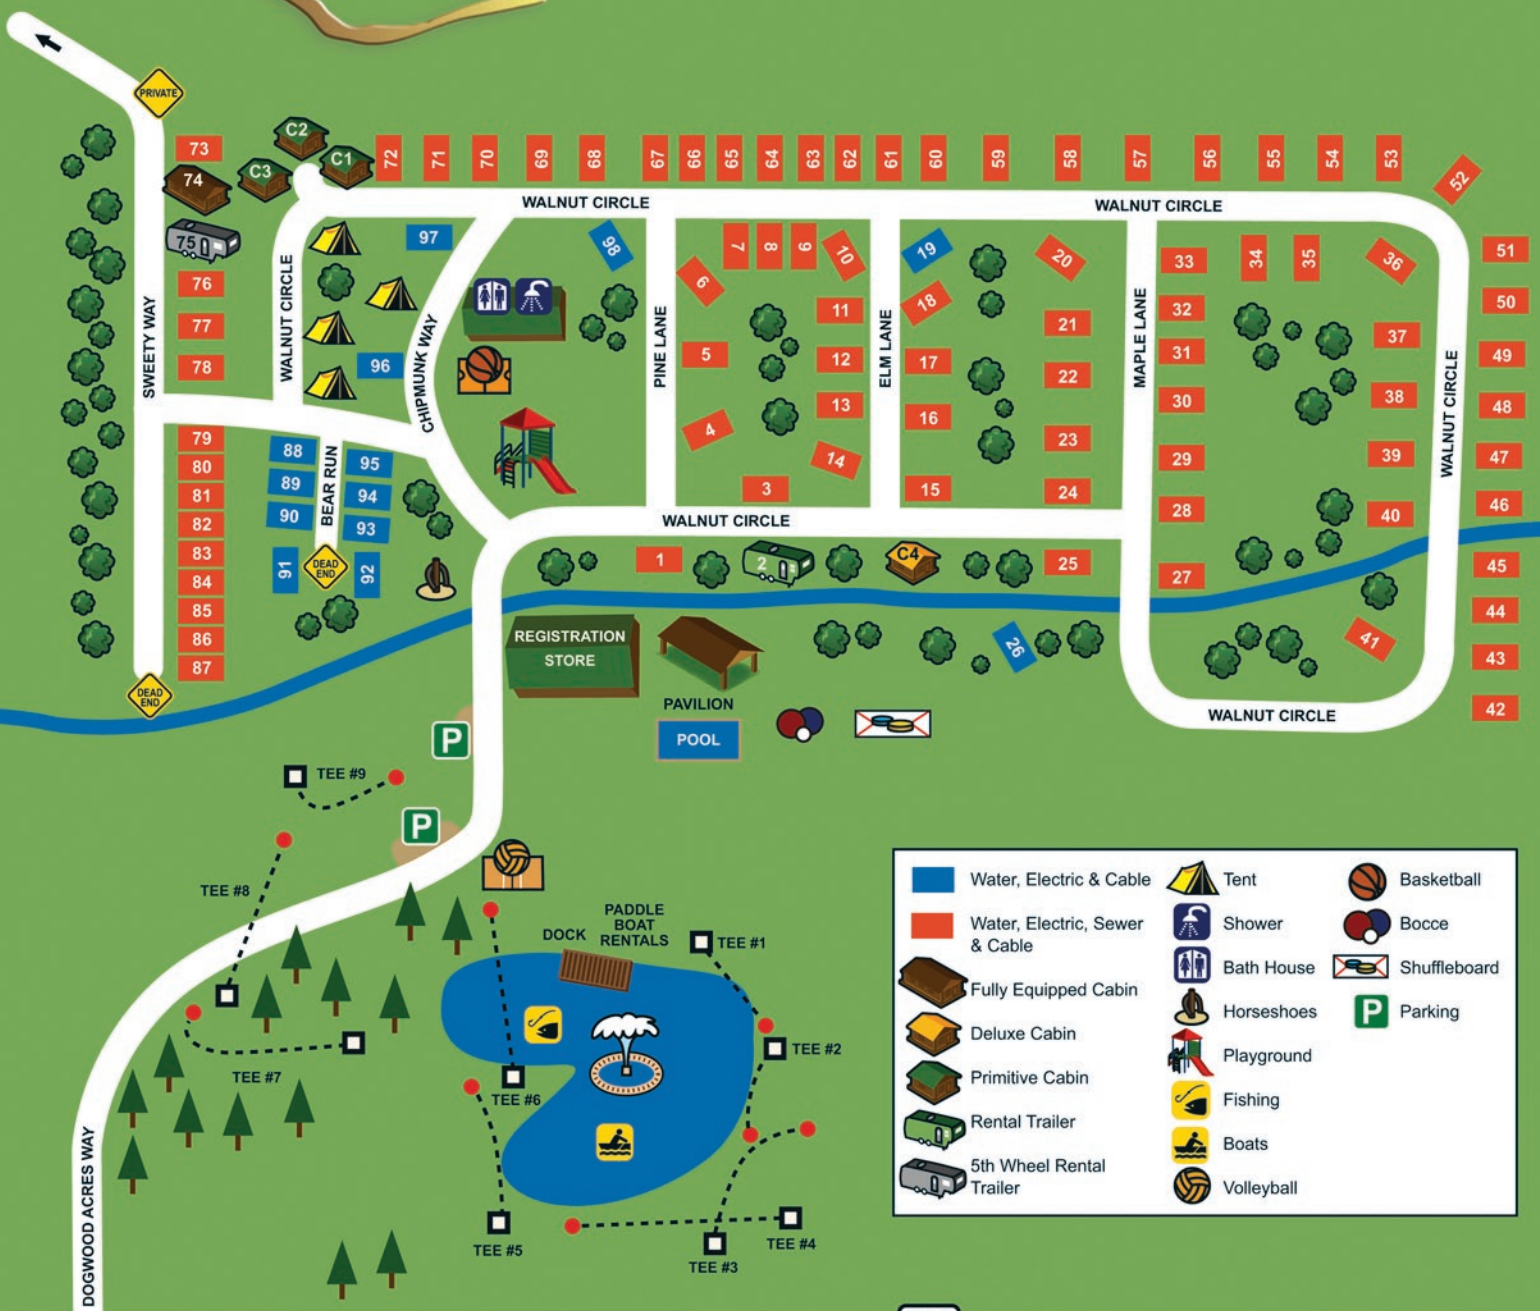 PRIVATE
73
74
75
76
77
78
C2
C1
C3
72
71
70
69
68
67
66
65
64
63
62
61
60
59
58
57
56
55
54
53
52
WALNUT CIRCLE
WALNUT CIRCLE
97
98
7
8
9
10
19
20
33
34
35
36
51
6
18
50
11
32
21
37
SWEETY WAY
WALNUT CIRCLE
CHIPMUNK WAY
PINE LANE
ELM LANE
MAPLE LANE
WALNUT CIRCLE
96
5
12
17
31
49
22
13
16
30
38
48
4
14
23
29
39
47
3
15
24
28
40
46
79
80
81
82
83
84
85
86
87
88
89
90
91
BEAR RUN
95
94
93
92
DEAD
END
DEAD
END
WALNUT CIRCLE
1
2
C4
25
27
45
44
26
41
43
42
WALNUT CIRCLE
REGISTRATION
STORE
PAVILION
POOL
P
P
TEE #9
TEE #8
TEE #7
DOCK
PADDLE
BOAT
RENTALS
TEE #1
TEE #2
TEE #6
TEE #5
TEE #4
TEE #3
DOGWOOD ACRES WAY
Water, Electric & Cable
Water, Electric, Sewer
& Cable
Fully Equipped Cabin
Deluxe Cabin
Primitive Cabin
Rental Trailer
5th Wheel Rental
Trailer
Tent
Shower
Bath House
Horseshoes
Playground
Fishing
Boats
Volleyball
Basketball
Bocce
Shuffleboard
P
Parking